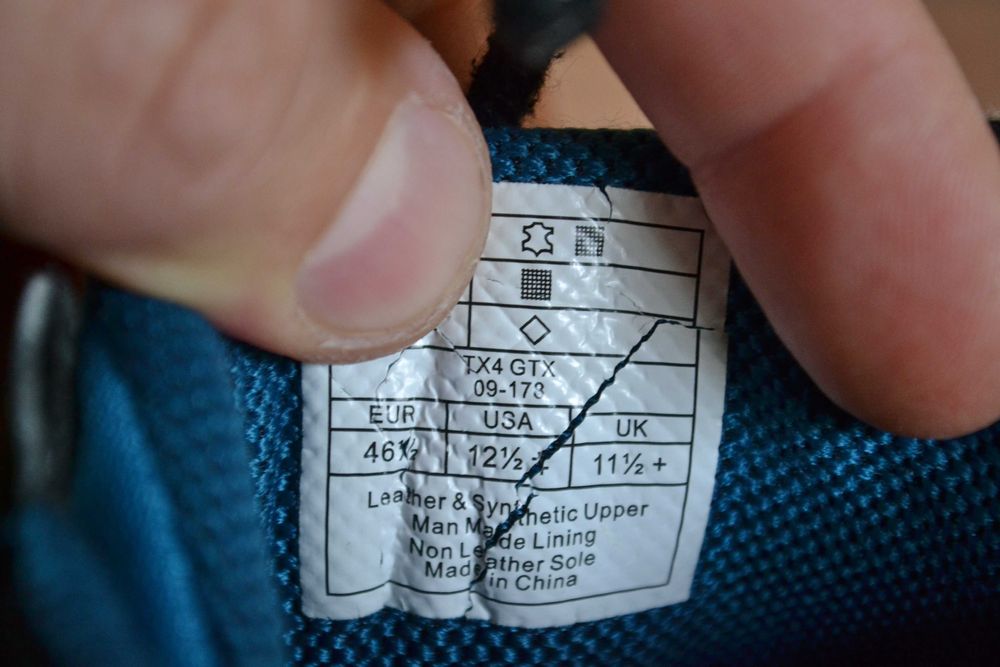 TX4 GTX
09-173
EUR USA UK
46½ 12½ + 11½ +
Leather & Synthetic Upper
Man Made Lining
Non Leather Sole
Made in China